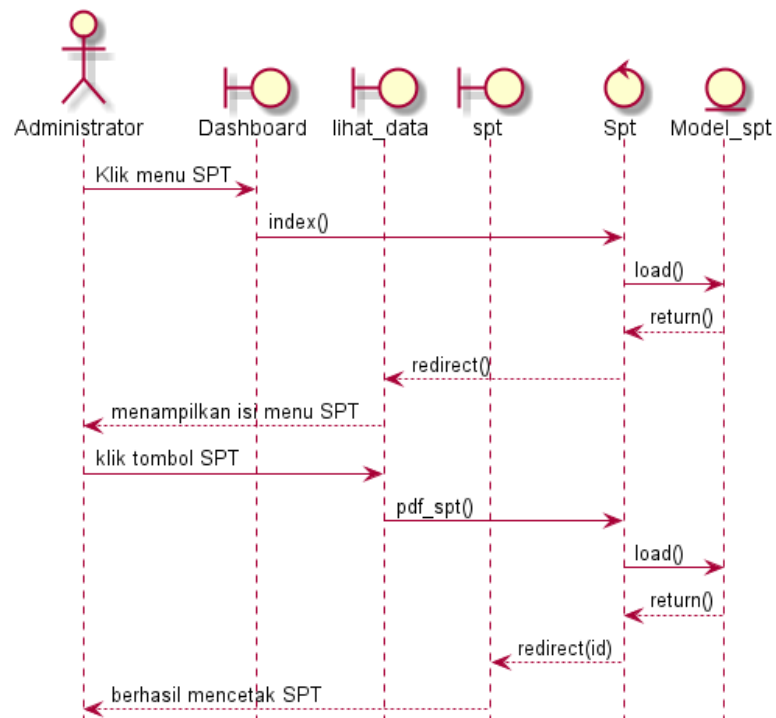 Administrator Dashboard lihat_data spt Spt Model_spt
Klik menu SPT
index()
load()
return()
redirect()
menampilkan isi menu SPT
klik tombol SPT
pdf_spt()
load()
return()
redirect(id)
berhasil mencetak SPT